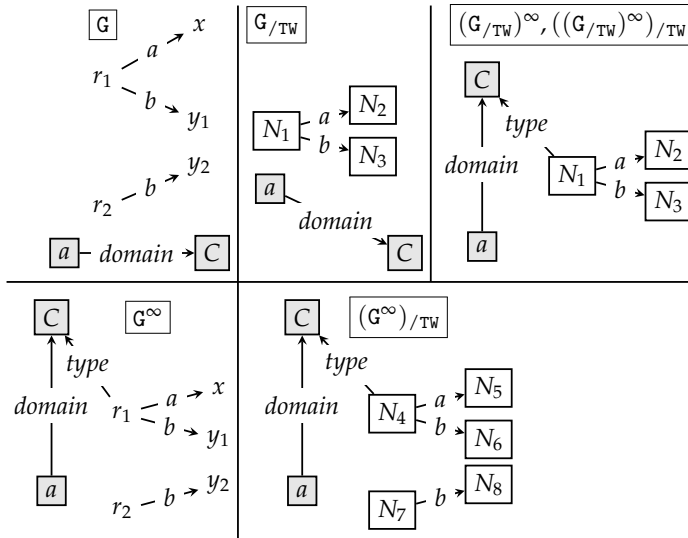 G
x
a
r₁
b
y₁
y₂
b
r₂
a domain C
G/TW
N₂
a
N₁
b
N₃
a
domain
C
(G/TW)^∞, ((G/TW)^∞)/TW
C
type
domain
N₂
a
N₁
b
N₃
a
C
G^∞
type
domain
x
a
r₁
b
y₁
a
y₂
b
r₂
C
(G^∞)/TW
type
domain
N₅
a
N₄
b
N₆
a
N₈
b
N₇